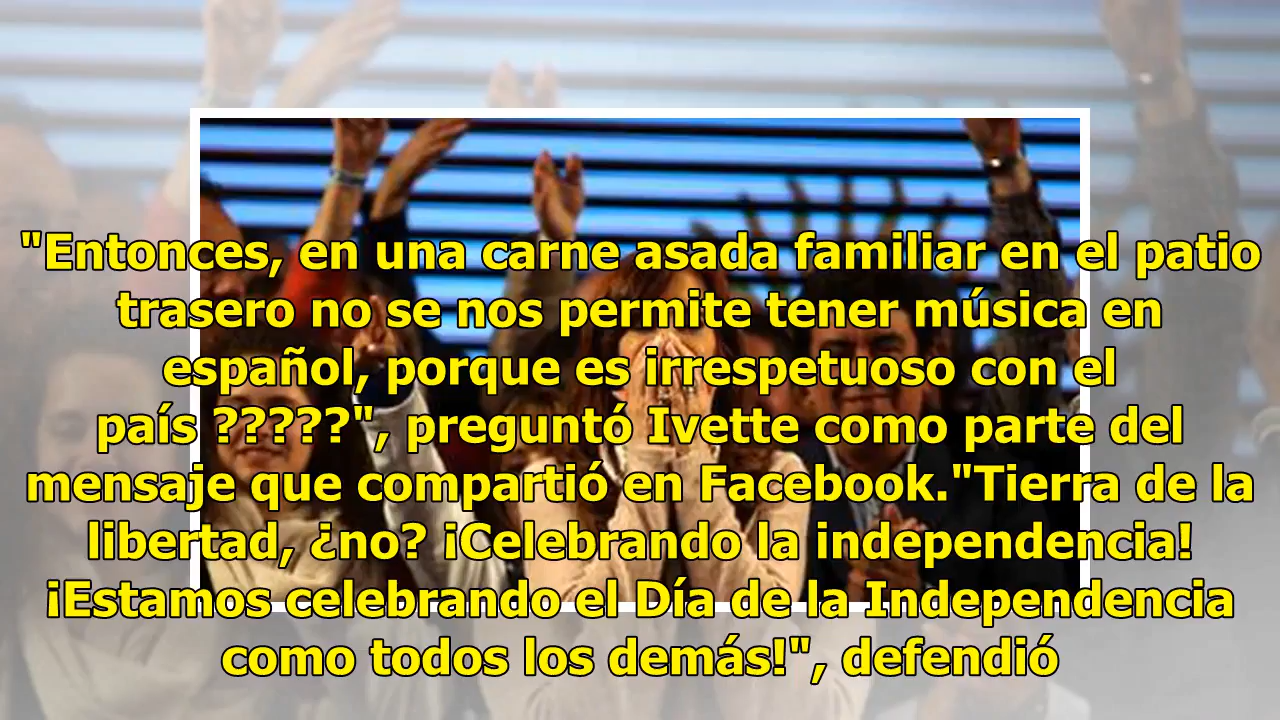 "Entonces, en una carne asada familiar en el patio
trasero no se nos permite tener música en
español, porque es irrespetuoso con el
país ?????", preguntó Ivette como parte del
mensaje que compartió en Facebook."Tierra de la
libertad, ¿no? ¡Celebrando la independencia!
¡Estamos celebrando el Día de la Independencia
como todos los demás!", defendió